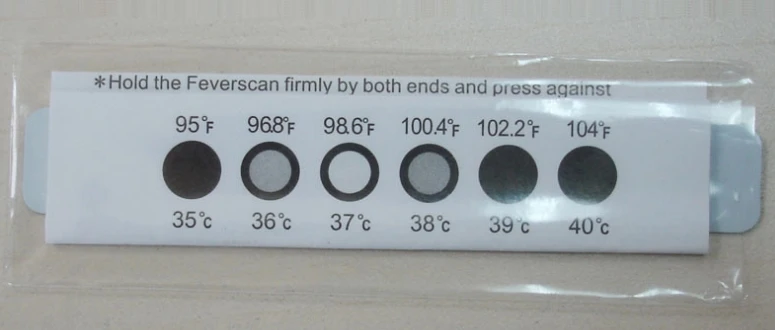 *Hold the Feverscan firmly by both ends and press against
95°F 96.8°F 98.6°F 100.4°F 102.2°F 104°F
35°C 36°C 37°C 38°C 39°C 40°C